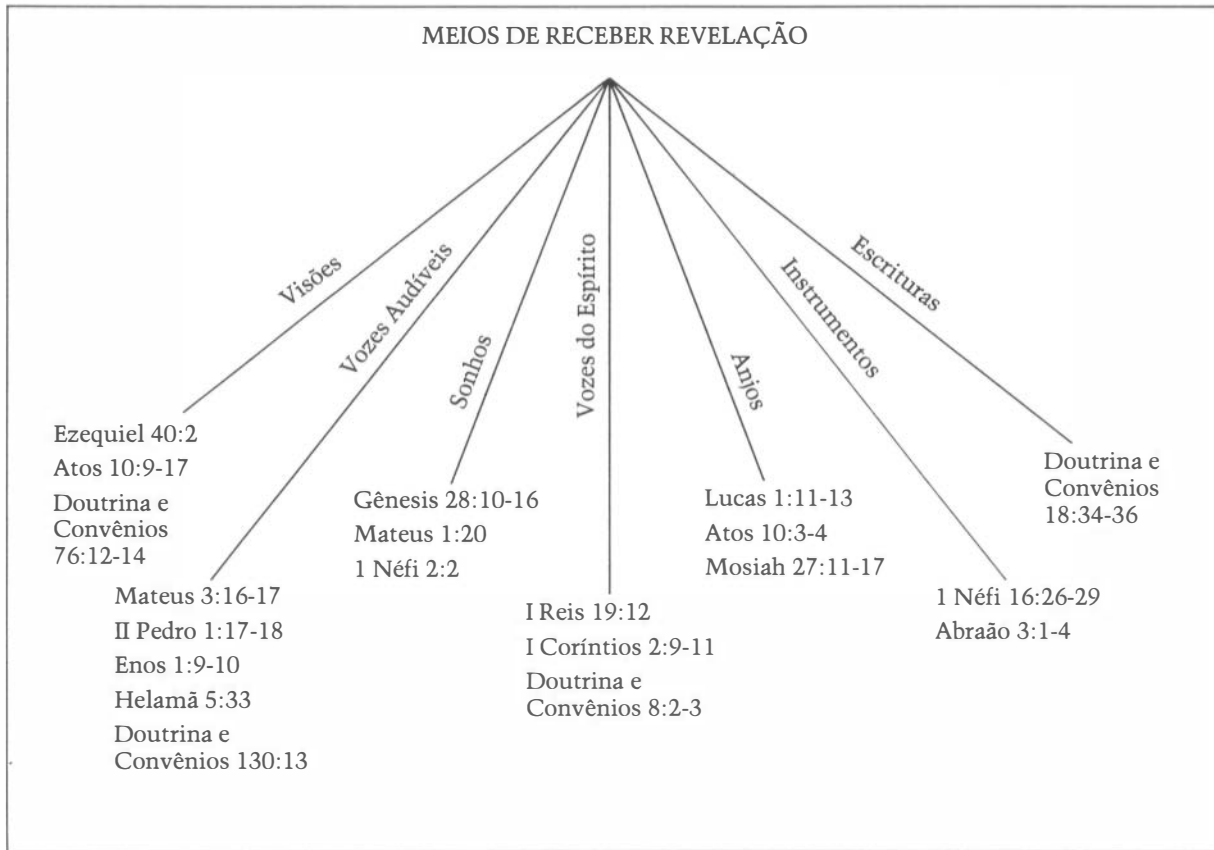 MEIOS DE RECEBER REVELAÇÃO
Visões
Vozes Audíveis
Sonhos
Vozes do Espírito
Anjos
Instrumentos
Escrituras
Ezequiel 40:2
Atos 10:9-17
Doutrina e
Convênios
76:12-14
Mateus 3:16-17
II Pedro 1:17-18
Enos 1:9-10
Helamã 5:33
Doutrina e
Convênios 130:13
Gênesis 28:10-16
Mateus 1:20
1 Néfi 2:2
I Reis 19:12
I Coríntios 2:9-11
Doutrina e
Convênios 8:2-3
Lucas 1:11-13
Atos 10:3-4
Mosiah 27:11-17
1 Néfi 16:26-29
Abraão 3:1-4
Doutrina e
Convênios
18:34-36